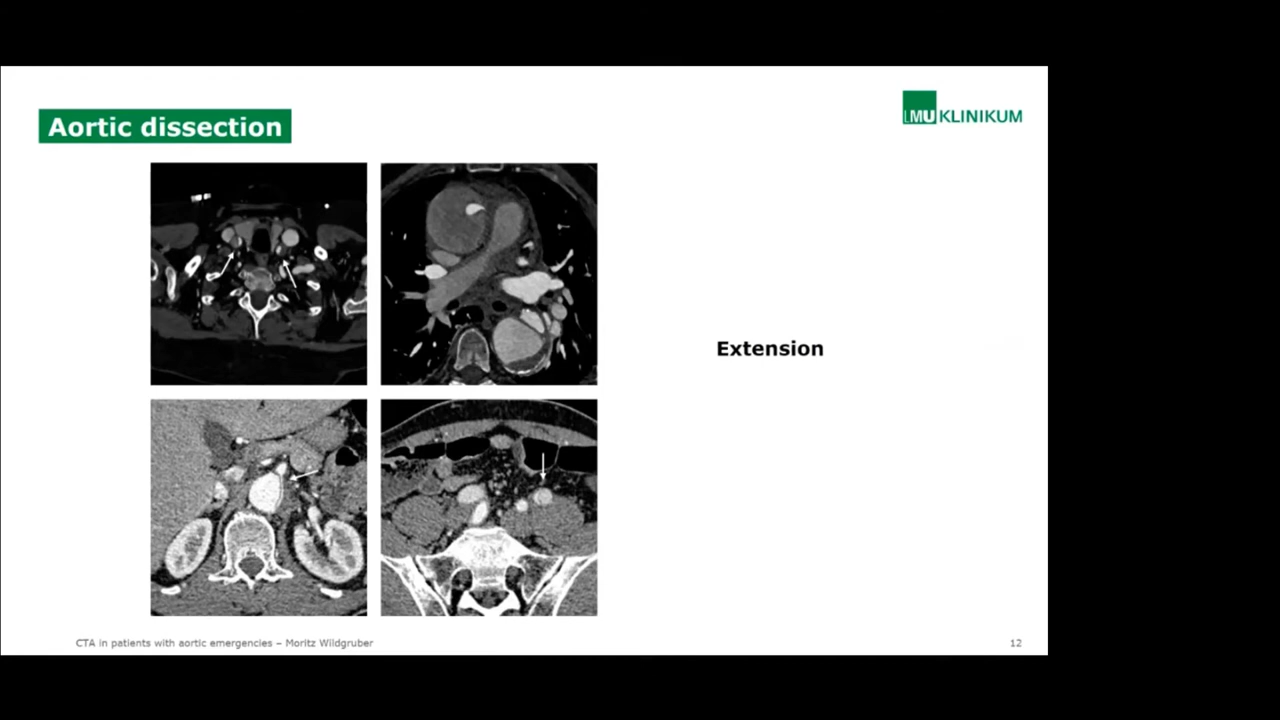 Aortic dissection
LMU KLINIKUM
Extension
CTA in patients with aortic emergencies – Moritz Wildgruber
12